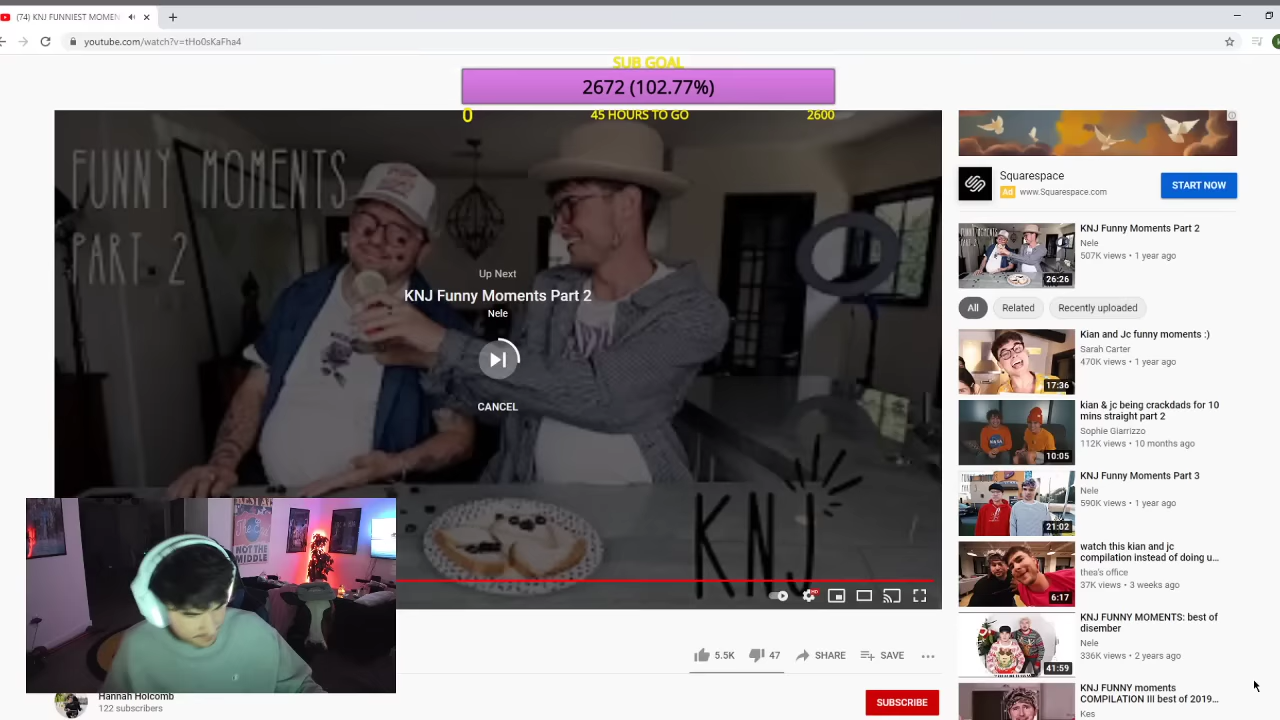 (74) KNJ FUNNIEST MOMEN
youtube.com/watch?v=tHo0sKaFha4
SUB GOAL
2672 (102.77%)
0 45 HOURS TO GO 2600
FUNNY MOMENTS
PART 2
Up Next
KNJ Funny Moments Part 2
Nele
CANCEL
KNJ
HD
NOT THE
MIDDLE
5.5K 47 SHARE SAVE
Hannah Holcomb
122 subscribers
SUBSCRIBE
Squarespace
Ad www.Squarespace.com
START NOW
FUNNY MOMENTS
PART 2
26:26
KNJ Funny Moments Part 2
Nele
507K views • 1 year ago
All Related Recently uploaded
17:36
Kian and Jc funny moments :)
Sarah Carter
470K views • 1 year ago
NASA
10:05
kian & jc being crackdads for 10
mins straight part 2
Sophie Giarrizzo
112K views • 10 months ago
21:02
KNJ Funny Moments Part 3
Nele
590K views • 1 year ago
6:17
watch this kian and jc
compilation instead of doing u...
thea's office
37K views • 3 weeks ago
41:59
KNJ FUNNY MOMENTS: best of
disember
Nele
336K views • 2 years ago
KNJ FUNNY moments
COMPILATION III best of 2019...
Kes